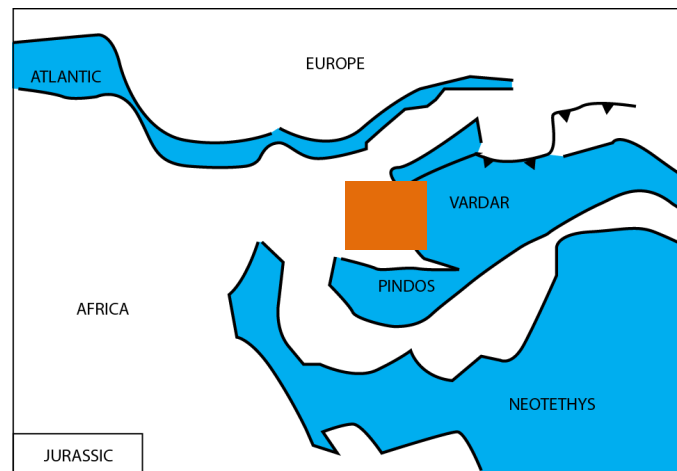 EUROPE
ATLANTIC
VARDAR
PINDOS
AFRICA
NEOTETHYS
JURASSIC